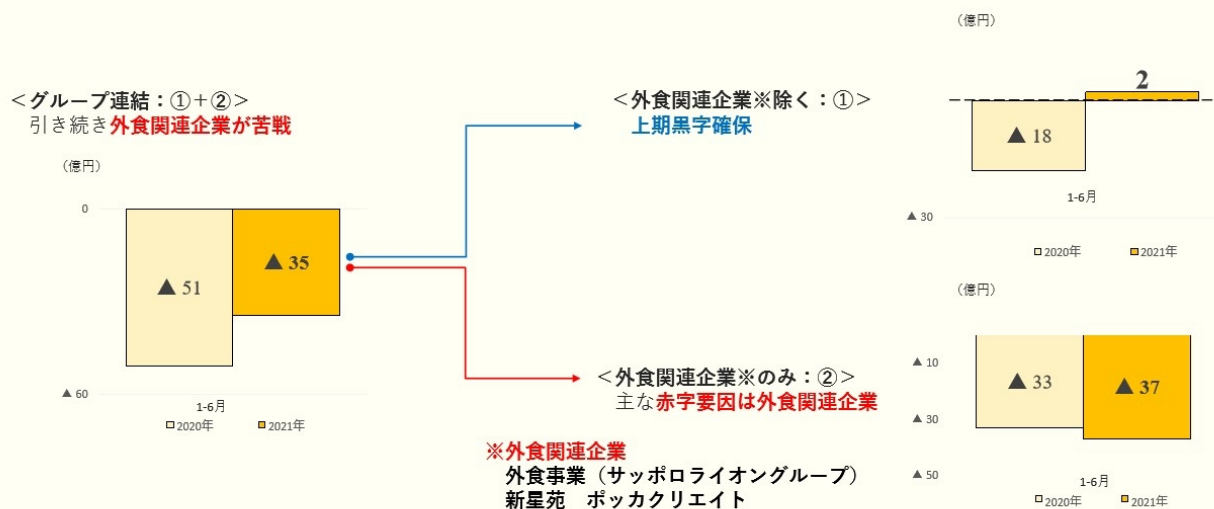 ＜グループ連結：①＋②＞
引き続き外食関連企業が苦戦
（億円）
0
▲ 51
▲ 35
▲ 60
1-6月
2020年
2021年
＜外食関連企業※除く：①＞
上期黒字確保
（億円）
2
▲ 18
1-6月
▲ 30
2020年
2021年
＜外食関連企業※のみ：②＞
主な赤字要因は外食関連企業
（億円）
▲ 10
▲ 33
▲ 37
▲ 30
▲ 50
1-6月
2020年
2021年
※外食関連企業
外食事業（サッポロライオングループ）
新星苑　ポッカクリエイト